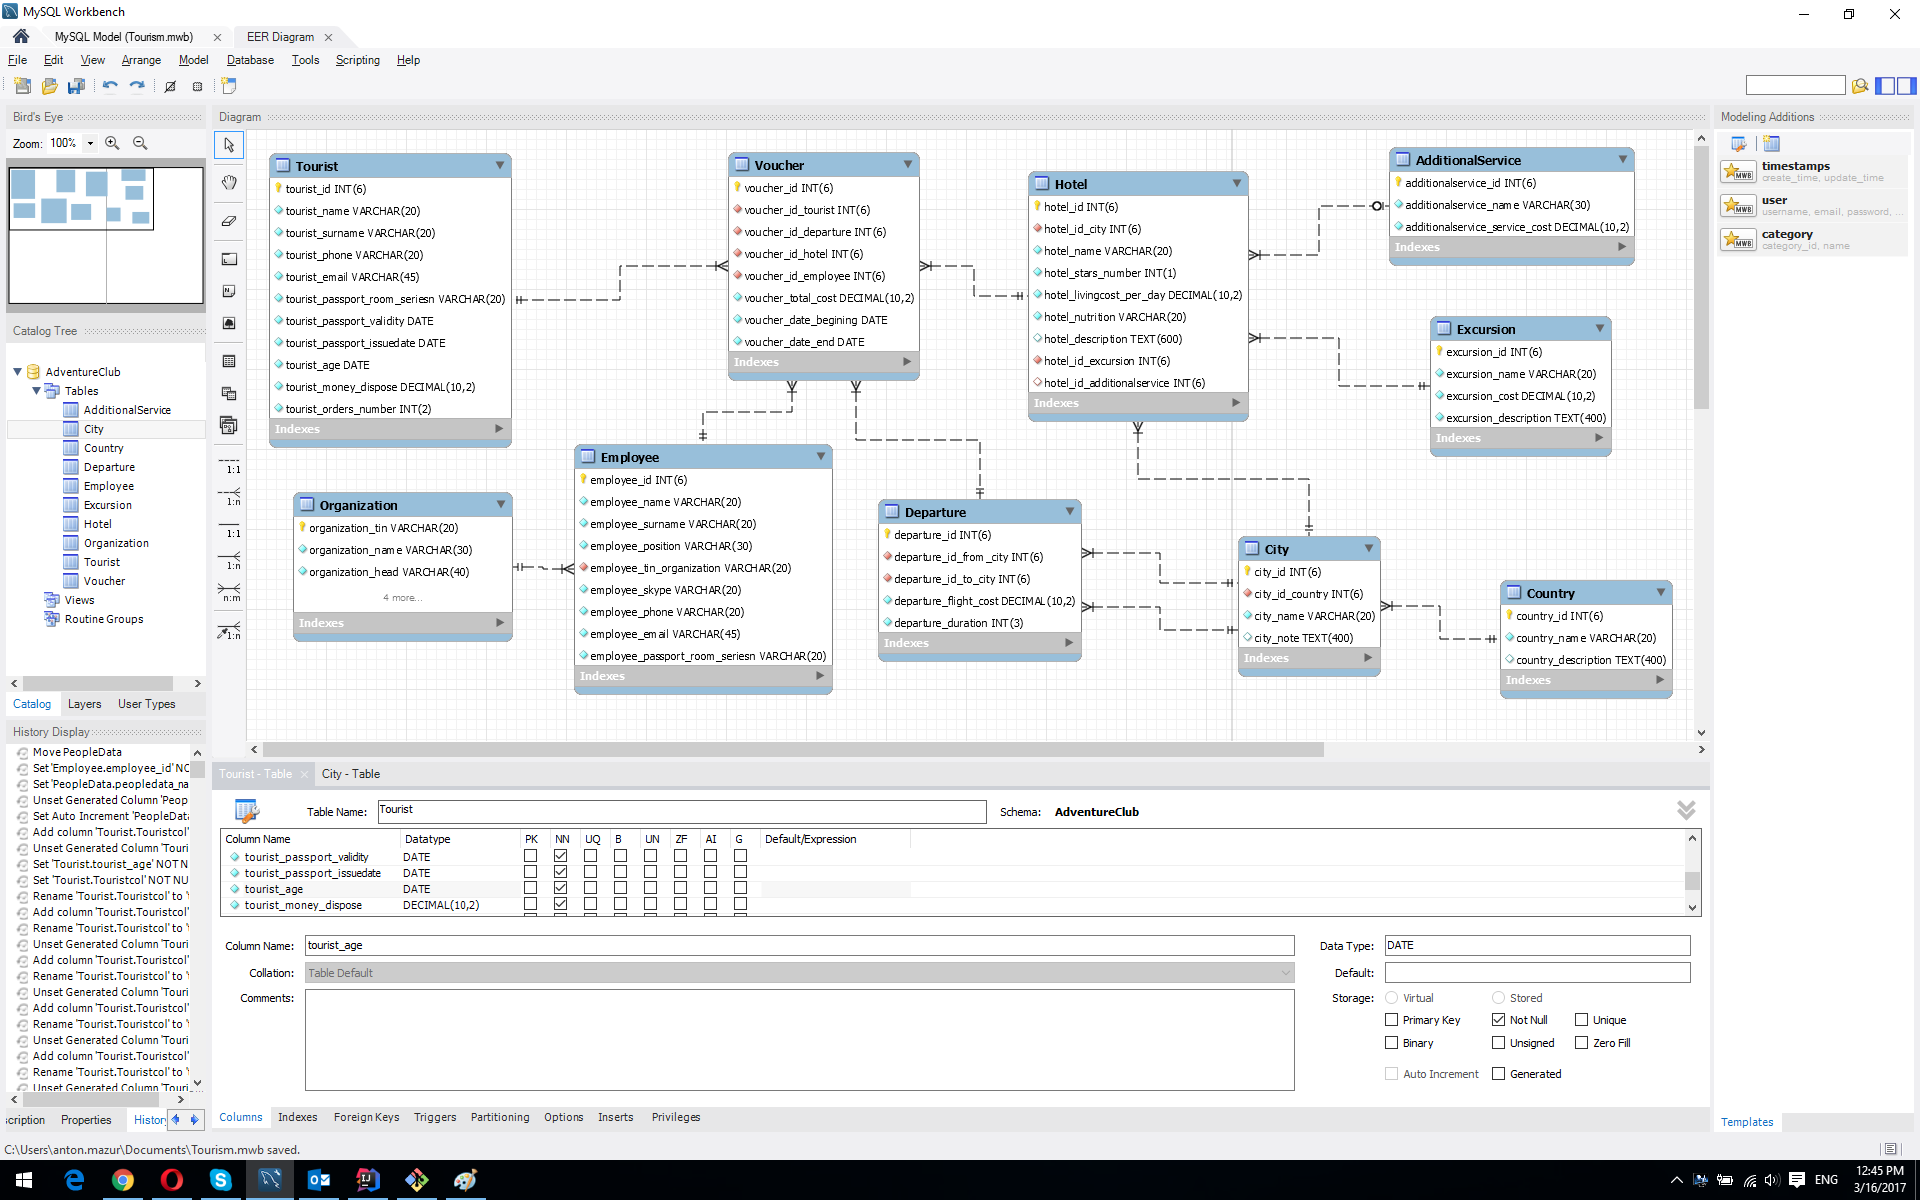 MySQL Workbench
MySQL Model (Tourism.mwb)
EER Diagram
File Edit View Arrange Model Database Tools Scripting Help
Bird's Eye
Zoom: 100%
Catalog Tree
AdventureClub
Tables
AdditionalService
City
Country
Departure
Employee
Excursion
Hotel
Organization
Tourist
Voucher
Views
Routine Groups
Catalog Layers User Types
History Display
Move PeopleData
Set 'Employee.employee_id' NC
Set 'PeopleData.peopledata_na
Unset Generated Column 'Peop
Set Auto Increment 'PeopleData
Add column 'Tourist.Touristcol'
Unset Generated Column 'Touri
Set 'Tourist.tourist_age' NOT N
Set 'Tourist.Touristcol' NOT NU
Rename 'Tourist.Touristcol' to '
Add column 'Tourist.Touristcol'
Rename 'Tourist.Touristcol' to '
Unset Generated Column 'Touri
Add column 'Tourist.Touristcol'
Rename 'Tourist.Touristcol' to '
Unset Generated Column 'Touri
Add column 'Tourist.Touristcol'
Rename 'Tourist.Touristcol' to '
Unset Generated Column 'Touri
Add column 'Tourist.Touristcol'
Rename 'Tourist.Touristcol' to '
Unset Generated Column 'Touri
scription Properties History
Diagram
1:1
1:n
1:1
1:n
n:m
1:n
Tourist
tourist_id INT(6)
tourist_name VARCHAR(20)
tourist_surname VARCHAR(20)
tourist_phone VARCHAR(20)
tourist_email VARCHAR(45)
tourist_passport_room_seriesn VARCHAR(20)
tourist_passport_validity DATE
tourist_passport_issuedate DATE
tourist_age DATE
tourist_money_dispose DECIMAL(10,2)
tourist_orders_number INT(2)
Indexes
Voucher
voucher_id INT(6)
voucher_id_tourist INT(6)
voucher_id_departure INT(6)
voucher_id_hotel INT(6)
voucher_id_employee INT(6)
voucher_total_cost DECIMAL(10,2)
voucher_date_begining DATE
voucher_date_end DATE
Indexes
Hotel
hotel_id INT(6)
hotel_id_city INT(6)
hotel_name VARCHAR(20)
hotel_stars_number INT(1)
hotel_livingcost_per_day DECIMAL(10,2)
hotel_nutrition VARCHAR(20)
hotel_description TEXT(600)
hotel_id_excursion INT(6)
hotel_id_additionalservice INT(6)
Indexes
AdditionalService
additionalservice_id INT(6)
additionalservice_name VARCHAR(30)
additionalservice_service_cost DECIMAL(10,2)
Indexes
Excursion
excursion_id INT(6)
excursion_name VARCHAR(20)
excursion_cost DECIMAL(10,2)
excursion_description TEXT(400)
Indexes
Organization
organization_tin VARCHAR(20)
organization_name VARCHAR(30)
organization_head VARCHAR(40)
4 more...
Indexes
Employee
employee_id INT(6)
employee_name VARCHAR(20)
employee_surname VARCHAR(20)
employee_position VARCHAR(30)
employee_tin_organization VARCHAR(20)
employee_skype VARCHAR(20)
employee_phone VARCHAR(20)
employee_email VARCHAR(45)
employee_passport_room_seriesn VARCHAR(20)
Indexes
Departure
departure_id INT(6)
departure_id_from _city INT(6)
departure_id_to_city INT(6)
departure_flight_cost DECIMAL(10,2)
departure_duration INT(3)
Indexes
City
city_id INT(6)
city_id_country INT(6)
city_name VARCHAR(20)
city_note TEXT(400)
Indexes
Country
country_id INT(6)
country_name VARCHAR(20)
country_description TEXT(400)
Indexes
Modeling Additions
timestamps
create_time, update_time
user
username, email, password, ...
category
category_id, name
MWB
MWB
MWB
Templates
Tourist - Table City - Table
Table Name: Tourist Schema: AdventureClub
Column Name Datatype PK NN UQ B UN ZF AI G Default/Expression
tourist_passport_validity DATE
tourist_passport_issuedate DATE
tourist_age DATE
tourist_money_dispose DECIMAL(10,2)
Column Name: tourist_age Data Type: DATE
Collation: Table Default Default:
Comments: Storage: Virtual Stored
Primary Key Not Null Unique
Binary Unsigned Zero Fill
Auto Increment Generated
Columns Indexes Foreign Keys Triggers Partitioning Options Inserts Privileges
C:\Users\anton.mazur\Documents\Tourism.mwb saved.
ENG
12:45 PM
3/16/2017